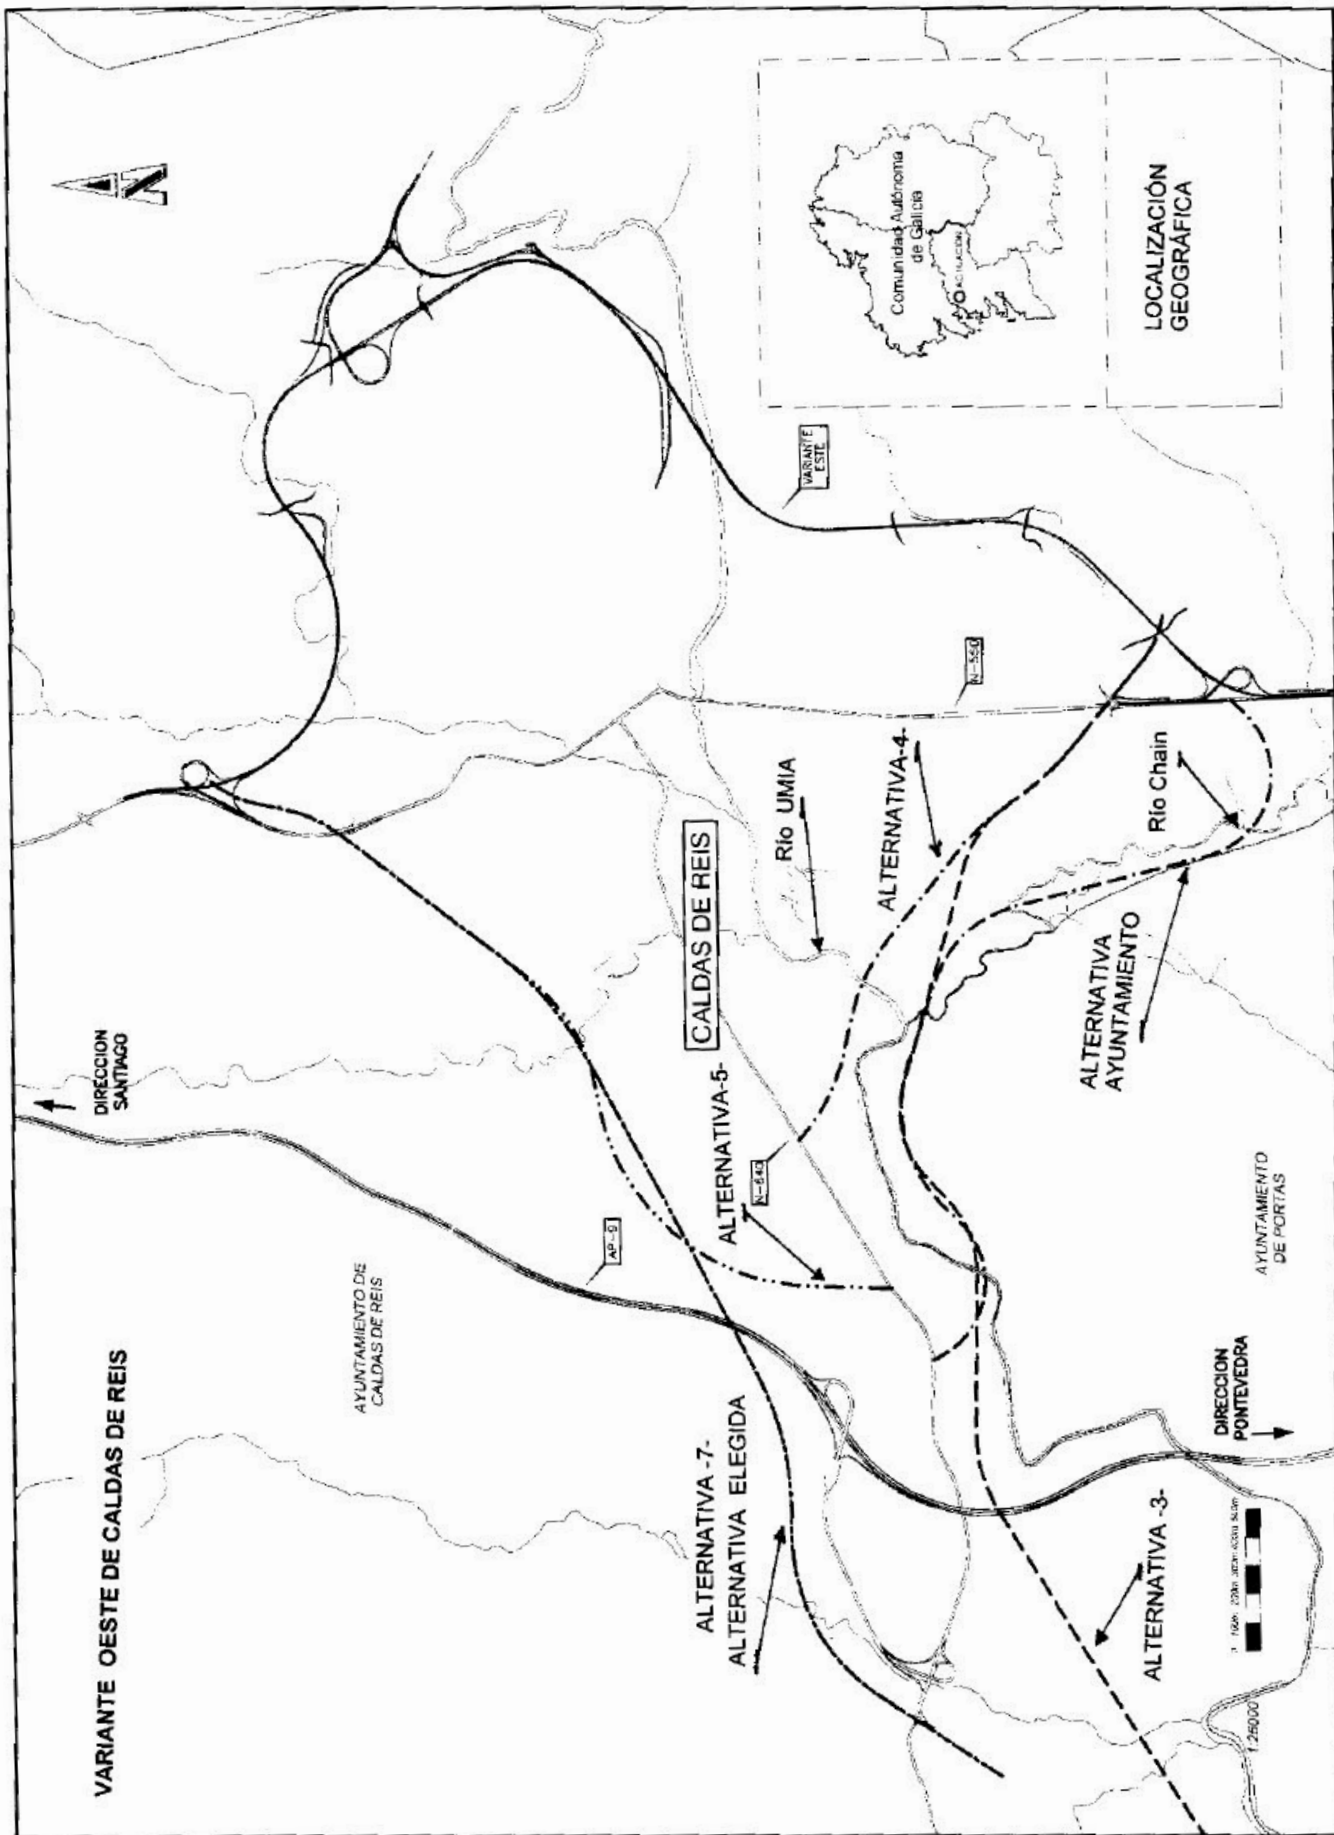 VARIANTE OESTE DE CALDAS DE REIS
DIRECCION
SANTIAGO
AYUNTAMIENTO DE
CALDAS DE REIS
AP-9
ALTERNATIVA -7-
ALTERNATIVA ELEGIDA
ALTERNATIVA-5-
N-640
CALDAS DE REIS
Río UMIA
ALTERNATIVA-4-
N-550
VARIANTE
ESTE
Comunidad Autónoma
de Galicia
ACTUACIÓN
LOCALIZACIÓN
GEOGRÁFICA
Río Chain
ALTERNATIVA
AYUNTAMIENTO
AYUNTAMIENTO
DE PORTAS
DIRECCION
PONTEVEDRA
ALTERNATIVA -3-
1:25000